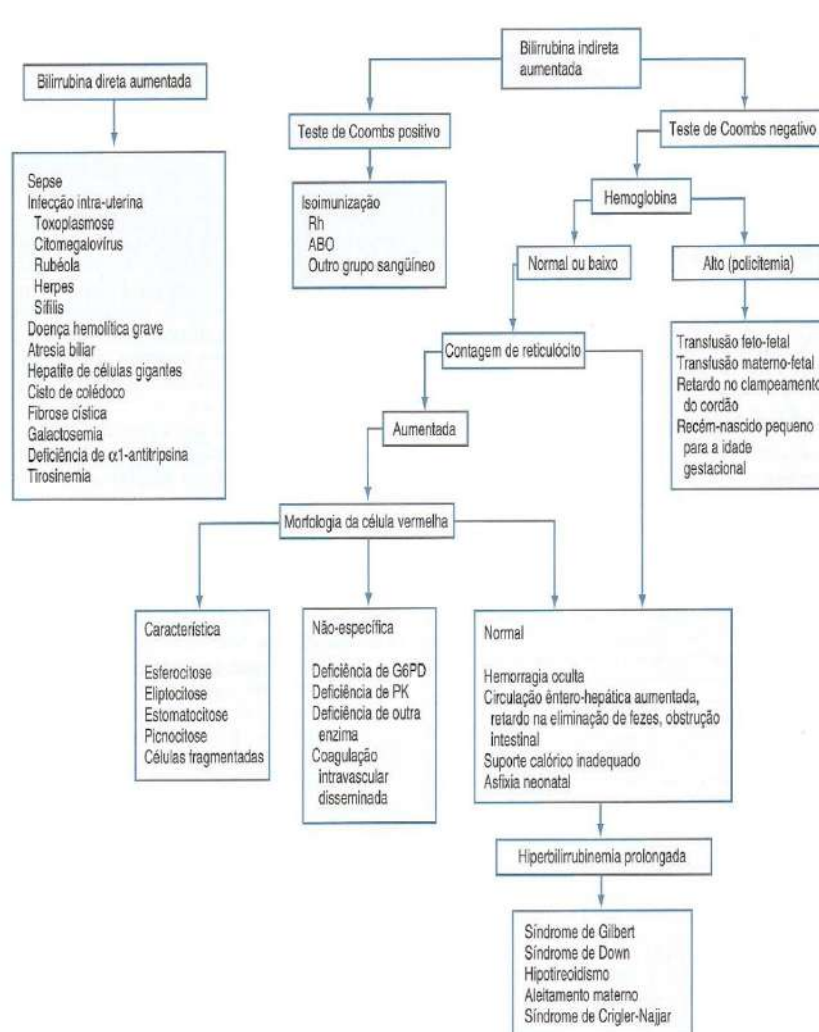 Bilirrubina direta aumentada
Sepse
Infecção intra-uterina
Toxoplasmose
Citomegalovírus
Rubéola
Herpes
Sífilis
Doença hemolítica grave
Atresia biliar
Hepatite de células gigantes
Cisto de colédoco
Fibrose cística
Galactosemia
Deficiência de α1-antitripsina
Tirosinemia
Bilirrubina indireta
aumentada
Teste de Coombs positivo
Isoimunização
Rh
ABO
Outro grupo sangüíneo
Teste de Coombs negativo
Hemoglobina
Normal ou baixo
Alto (policitemia)
Transfusão feto-fetal
Transfusão materno-fetal
Retardo no clampeamento
do cordão
Recém-nascido pequeno
para a idade
gestacional
Contagem de reticulócito
Aumentada
Morfologia da célula vermelha
Característica
Esferocitose
Eliptocitose
Estomatocitose
Picnocitose
Células fragmentadas
Não-específica
Deficiência de G6PD
Deficiência de PK
Deficiência de outra
enzima
Coagulação
intravascular
disseminada
Normal
Hemorragia oculta
Circulação êntero-hepática aumentada,
retardo na eliminação de fezes, obstrução
intestinal
Suporte calórico inadequado
Asfixia neonatal
Hiperbilirrubinemia prolongada
Síndrome de Gilbert
Síndrome de Down
Hipotireoidismo
Aleitamento materno
Síndrome de Crigler-Najjar